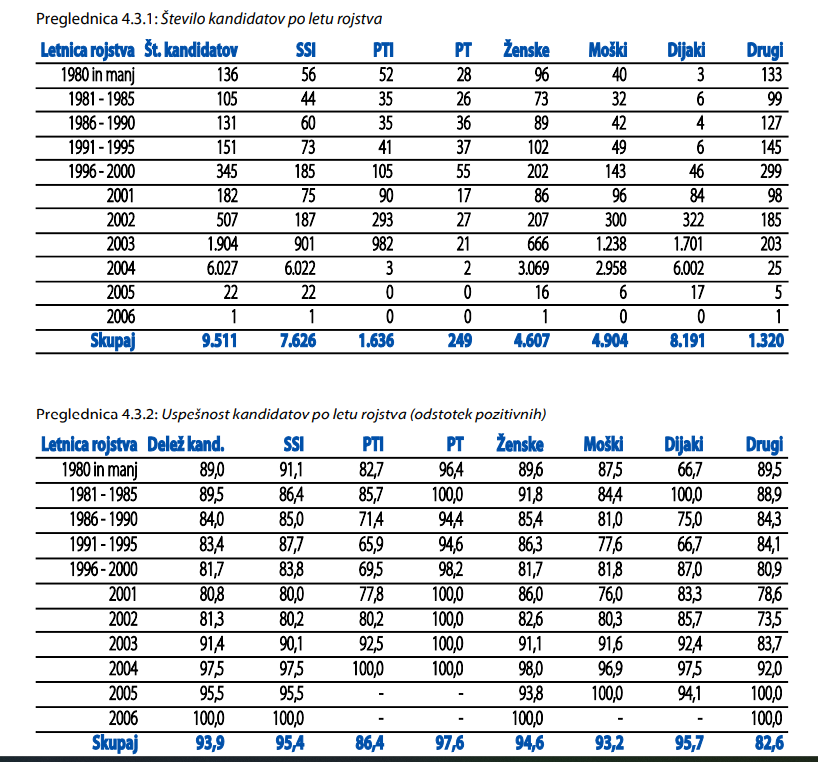 Preglednica 4.3.1: Število kandidatov po letu rojstva
Letnica rojstva Št. kandidatov SSI PTI PT Ženske Moški Dijaki Drugi
1980 in manj 136 56 52 28 96 40 3 133
1981 - 1985 105 44 35 26 73 32 6 99
1986 - 1990 131 60 35 36 89 42 4 127
1991 - 1995 151 73 41 37 102 49 6 145
1996 - 2000 345 185 105 55 202 143 46 299
2001 182 75 90 17 86 96 84 98
2002 507 187 293 27 207 300 322 185
2003 1.904 901 982 21 666 1.238 1.701 203
2004 6.027 6.022 3 2 3.069 2.958 6.002 25
2005 22 22 0 0 16 6 17 5
2006 1 1 0 0 1 0 0 1
Skupaj 9.511 7.626 1.636 249 4.607 4.904 8.191 1.320
Preglednica 4.3.2: Uspešnost kandidatov po letu rojstva (odstotek pozitivnih)
Letnica rojstva Delež kand. SSI PTI PT Ženske Moški Dijaki Drugi
1980 in manj 89,0 91,1 82,7 96,4 89,6 87,5 66,7 89,5
1981 - 1985 89,5 86,4 85,7 100,0 91,8 84,4 100,0 88,9
1986 - 1990 84,0 85,0 71,4 94,4 85,4 81,0 75,0 84,3
1991 - 1995 83,4 87,7 65,9 94,6 86,3 77,6 66,7 84,1
1996 - 2000 81,7 83,8 69,5 98,2 81,7 81,8 87,0 80,9
2001 80,8 80,0 77,8 100,0 86,0 76,0 83,3 78,6
2002 81,3 80,2 80,2 100,0 82,6 80,3 85,7 73,5
2003 91,4 90,1 92,5 100,0 91,1 91,6 92,4 83,7
2004 97,5 97,5 100,0 100,0 98,0 96,9 97,5 92,0
2005 95,5 95,5 - - 93,8 100,0 94,1 100,0
2006 100,0 100,0 - - 100,0 - - 100,0
Skupaj 93,9 95,4 86,4 97,6 94,6 93,2 95,7 82,6